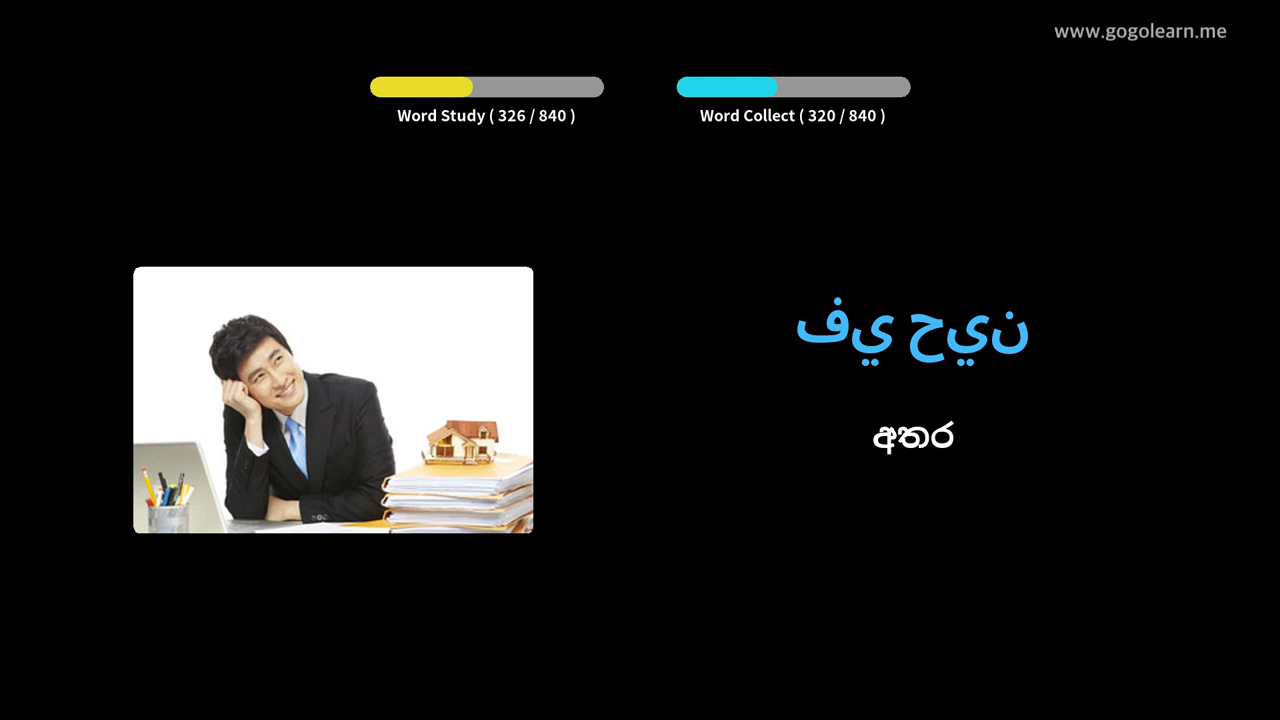 www.gogolearn.me
Word Study ( 326 / 840 )
Word Collect ( 320 / 840 )
في حين
අතර